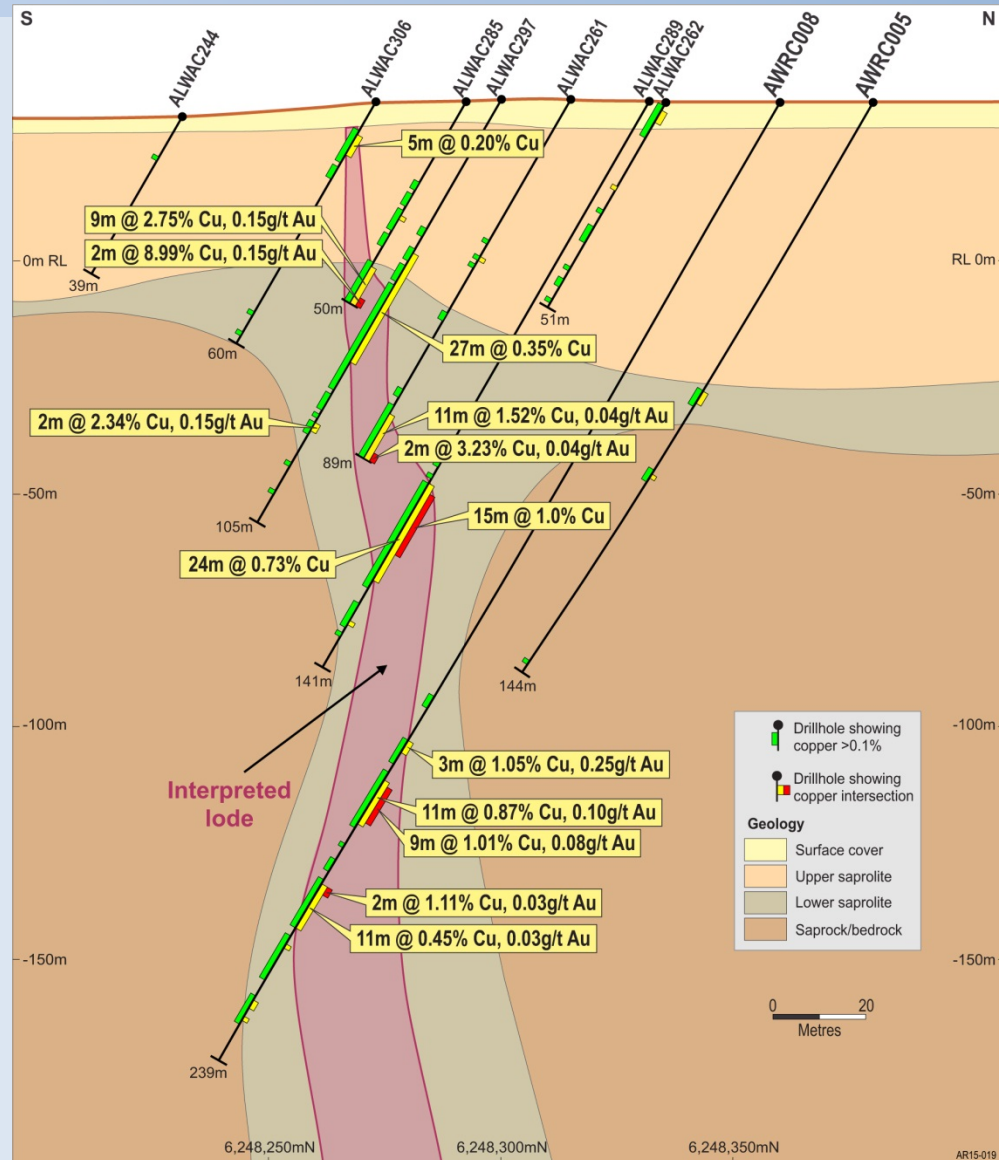 S
N
ALWAC244
ALWAC306
ALWAC285
ALWAC297
ALWAC261
ALWAC289
ALWAC262
AWRC008
AWRC005
5m @ 0.20% Cu
9m @ 2.75% Cu, 0.15g/t Au
2m @ 8.99% Cu, 0.15g/t Au
0m RL
RL 0m
39m
50m
51m
60m
27m @ 0.35% Cu
2m @ 2.34% Cu, 0.15g/t Au
11m @ 1.52% Cu, 0.04g/t Au
2m @ 3.23% Cu, 0.04g/t Au
89m
-50m
-50m
105m
15m @ 1.0% Cu
24m @ 0.73% Cu
141m
144m
-100m
-100m
Interpreted
lode
3m @ 1.05% Cu, 0.25g/t Au
11m @ 0.87% Cu, 0.10g/t Au
9m @ 1.01% Cu, 0.08g/t Au
2m @ 1.11% Cu, 0.03g/t Au
11m @ 0.45% Cu, 0.03g/t Au
-150m
-150m
239m
Drillhole showing
copper >0.1%
Drillhole showing
copper intersection
Geology
Surface cover
Upper saprolite
Lower saprolite
Saprock/bedrock
0 20
Metres
6,248,250mN
6,248,300mN
6,248,350mN
AR15-019